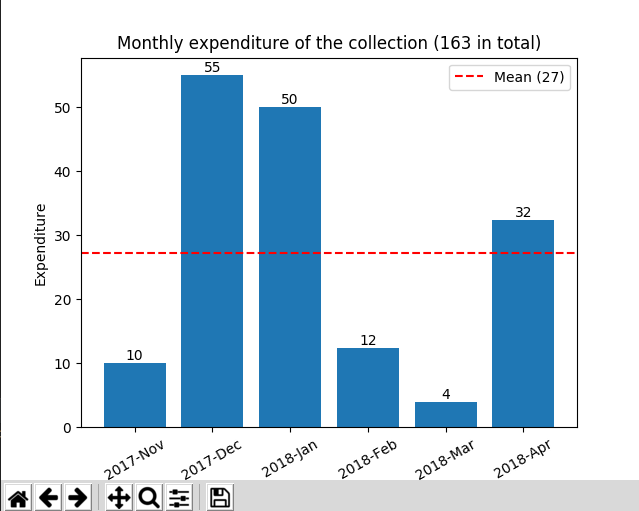 Monthly expenditure of the collection (163 in total)
Mean (27)
Expenditure
50
40
30
20
10
0
10
55
50
12
4
32
2017-Nov
2017-Dec
2018-Jan
2018-Feb
2018-Mar
2018-Apr